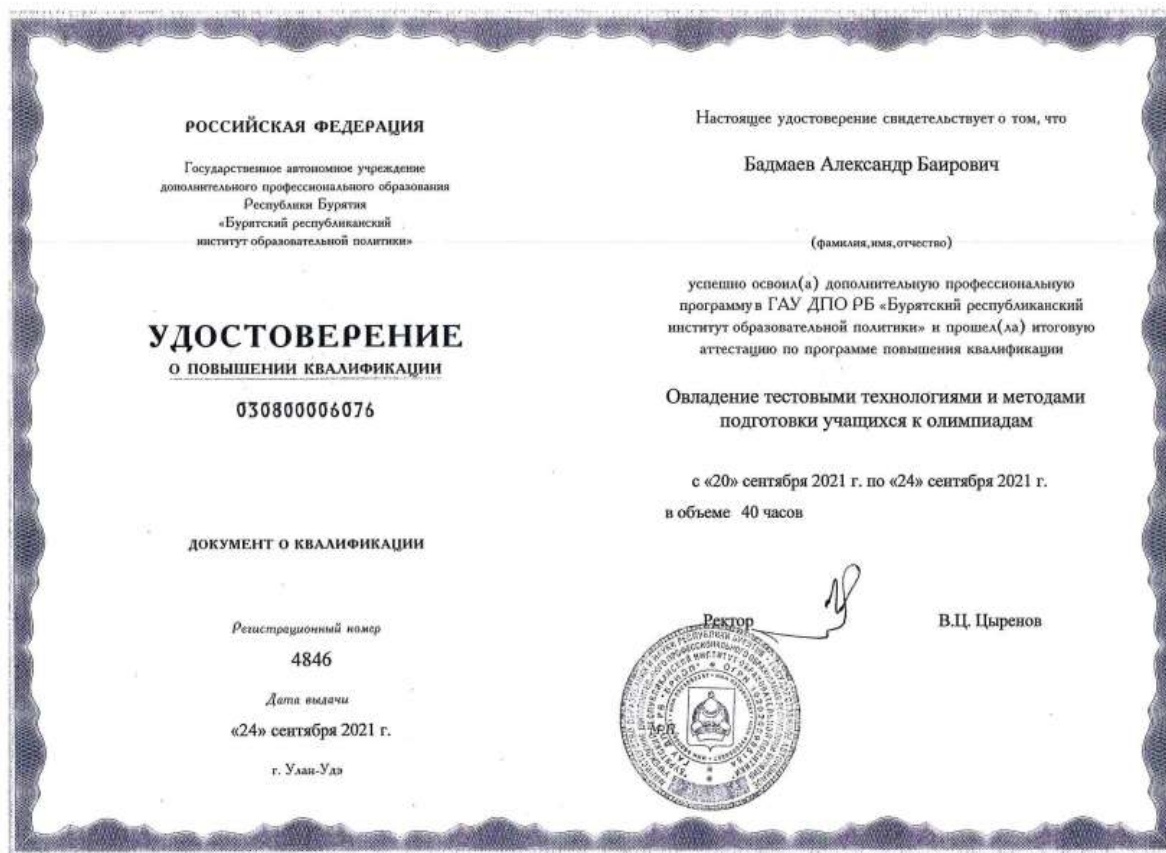 РОССИЙСКАЯ ФЕДЕРАЦИЯ
Государственное автономное учреждение
дополнительного профессионального образования
Республики Бурятия
«Бурятский республиканский
институт образовательной политики»
УДОСТОВЕРЕНИЕ
О ПОВЫШЕНИИ КВАЛИФИКАЦИИ
030800006076
ДОКУМЕНТ О КВАЛИФИКАЦИИ
Регистрационный номер
4846
Дата выдачи
«24» сентября 2021 г.
г. Улан-Удэ
Настоящее удостоверение свидетельствует о том, что
Бадмаев Александр Баирович
(фамилия,имя,отчество)
успешно освоил(а) дополнительную профессиональную
программу в ГАУ ДПО РБ «Бурятский республиканский
институт образовательной политики» и прошел(ла) итоговую
аттестацию по программе повышения квалификации
Овладение тестовыми технологиями и методами
подготовки учащихся к олимпиадам
с «20» сентября 2021 г. по «24» сентября 2021 г.
в объеме 40 часов
Ректор
В.Ц. Цыренов
М.П.